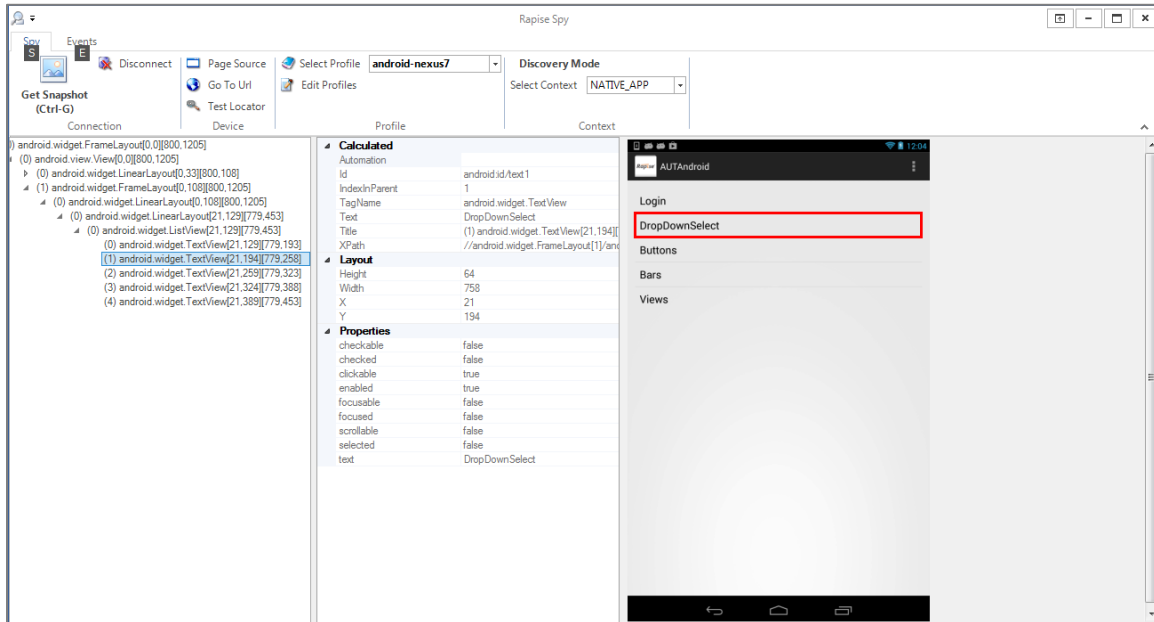 Rapise Spy
Spy Events
S E
Disconnect Page Source Select Profile android-nexus7 Discovery Mode
Get Snapshot (Ctrl-G) Go To Url Edit Profiles Select Context NATIVE_APP
Test Locator
Connection Device Profile Context
0) android.widget.FrameLayout[0,0][800,1205]
(0) android.view.View[0,0][800,1205]
(0) android.widget.LinearLayout[0,33][800,108]
(1) android.widget.FrameLayout[0,108][800,1205]
(0) android.widget.LinearLayout[0,108][800,1205]
(0) android.widget.LinearLayout[21,129][779,453]
(0) android.widget.ListView[21,129][779,453]
(0) android.widget.TextView[21,129][779,193]
(1) android.widget.TextView[21,194][779,258]
(2) android.widget.TextView[21,259][779,323]
(3) android.widget.TextView[21,324][779,388]
(4) android.widget.TextView[21,389][779,453]
Calculated
Automation
Id android:id/text1
IndexInParent 1
TagName android.widget.TextView
Text DropDownSelect
Title (1) android.widget.TextView[21,194][
XPath //android.widget.FrameLayout[1]/and
Layout
Height 64
Width 758
X 21
Y 194
Properties
checkable false
checked false
clickable true
enabled true
focusable false
focused false
scrollable false
selected false
text DropDownSelect
12:04
AUTAndroid
Login
DropDownSelect
Buttons
Bars
Views